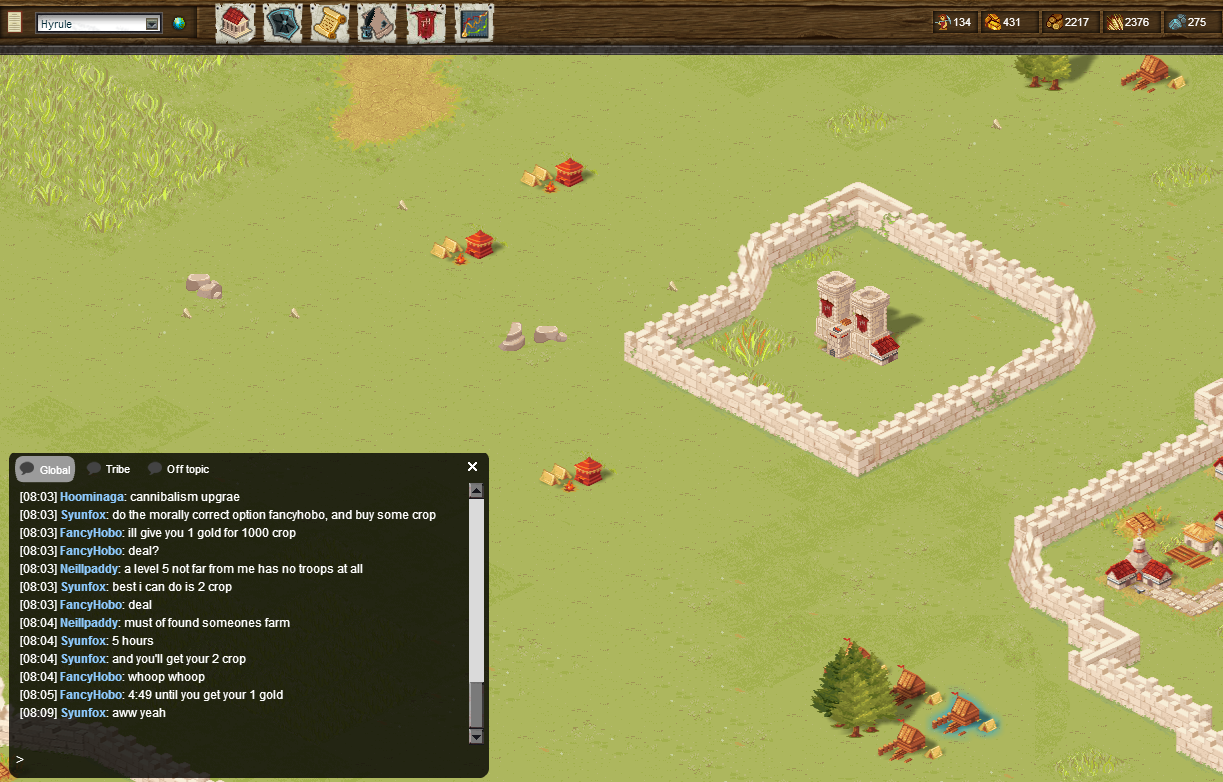 Hyrule
134 431 2217 2376 275
Global Tribe Off topic
[08:03] Hoominaga: cannibalism upgrae
[08:03] Syunfox: do the morally correct option fancyhobo, and buy some crop
[08:03] FancyHobo: ill give you 1 gold for 1000 crop
[08:03] FancyHobo: deal?
[08:03] Neillpaddy: a level 5 not far from me has no troops at all
[08:03] Syunfox: best i can do is 2 crop
[08:03] FancyHobo: deal
[08:04] Neillpaddy: must of found someones farm
[08:04] Syunfox: 5 hours
[08:04] Syunfox: and you'll get your 2 crop
[08:04] FancyHobo: whoop whoop
[08:05] FancyHobo: 4:49 until you get your 1 gold
[08:09] Syunfox: aww yeah
>